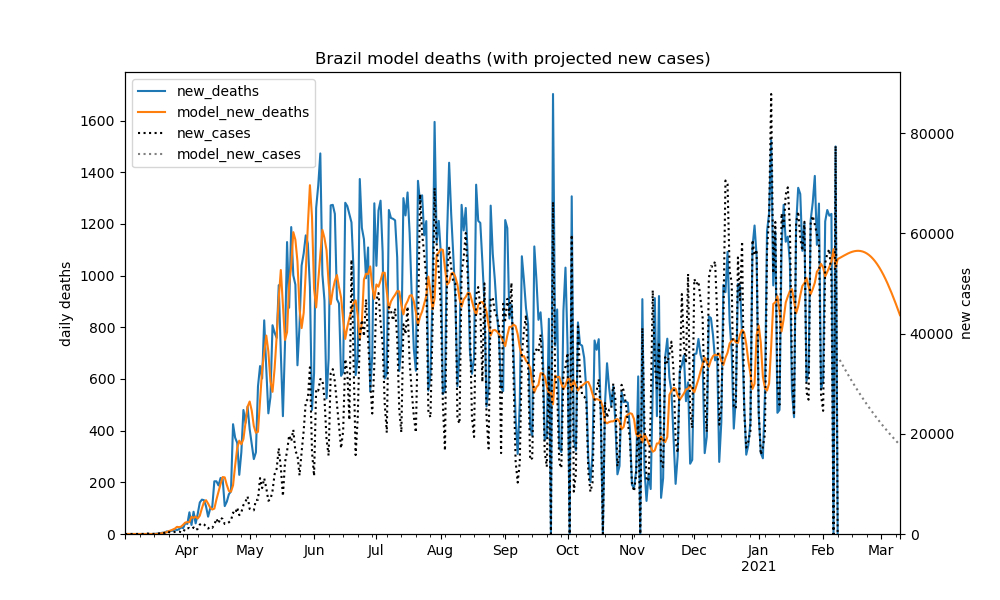 Brazil model deaths (with projected new cases)
new_deaths
model_new_deaths
new_cases
model_new_cases
daily deaths
1600
1400
1200
1000
800
600
400
200
0
new cases
80000
60000
40000
20000
0
Apr May Jun Jul Aug Sep Oct Nov Dec Jan Feb Mar
2021